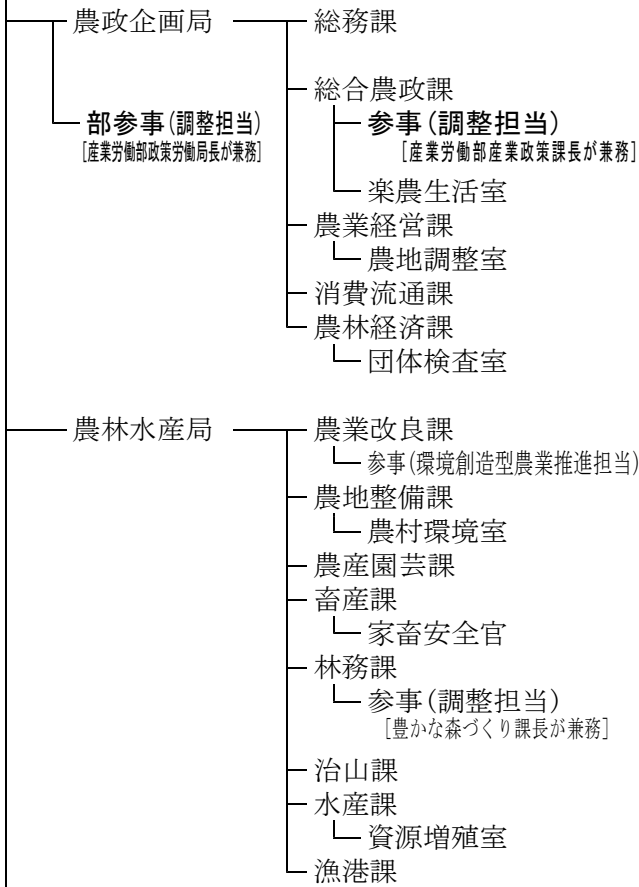 農政企画局 総務課
総合農政課
部参事(調整担当) 参事(調整担当)
[産業労働部政策労働局長が兼務] [産業労働部産業政策課長が兼務]
楽農生活室
農業経営課
農地調整室
消費流通課
農林経済課
団体検査室
農林水産局 農業改良課
参事(環境創造型農業推進担当)
農地整備課
農村環境室
農産園芸課
畜産課
家畜安全官
林務課
参事(調整担当)
[豊かな森づくり課長が兼務]
治山課
水産課
資源増殖室
漁港課